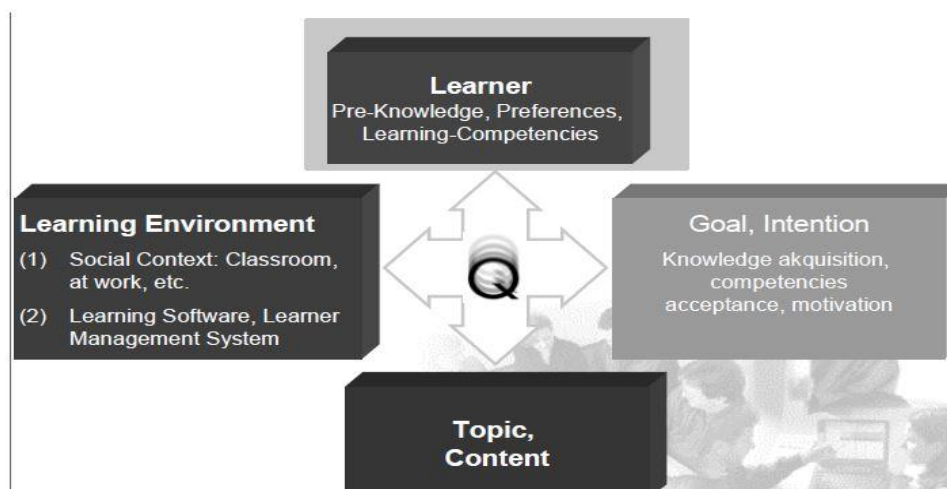 Learner
Pre-Knowledge, Preferences,
Learning-Competencies
Learning Environment
(1) Social Context: Classroom,
at work, etc.
(2) Learning Software, Learner
Management System
Q
Goal, Intention
Knowledge akquisition,
competencies
acceptance, motivation
Topic,
Content